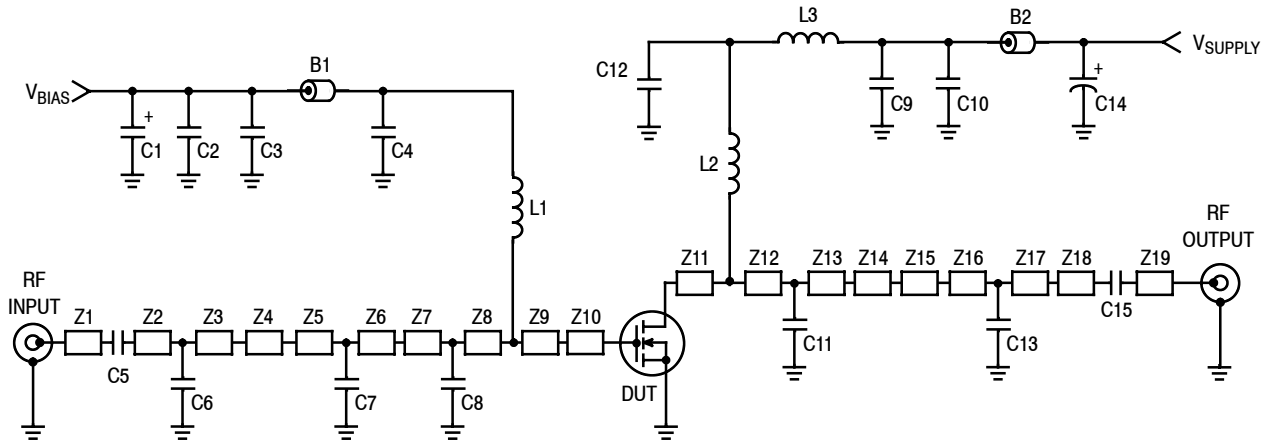 L3
B2
V_SUPPLY
C12
+
C9
C10
C14
B1
V_BIAS
+
C1
C2
C3
C4
L2
L1
RF
OUTPUT
Z11
Z12
Z13
Z14
Z15
Z16
Z17
Z18
Z19
C15
C11
C13
RF
INPUT
Z1
Z2
Z3
Z4
Z5
Z6
Z7
Z8
Z9
Z10
C5
C6
C7
C8
DUT